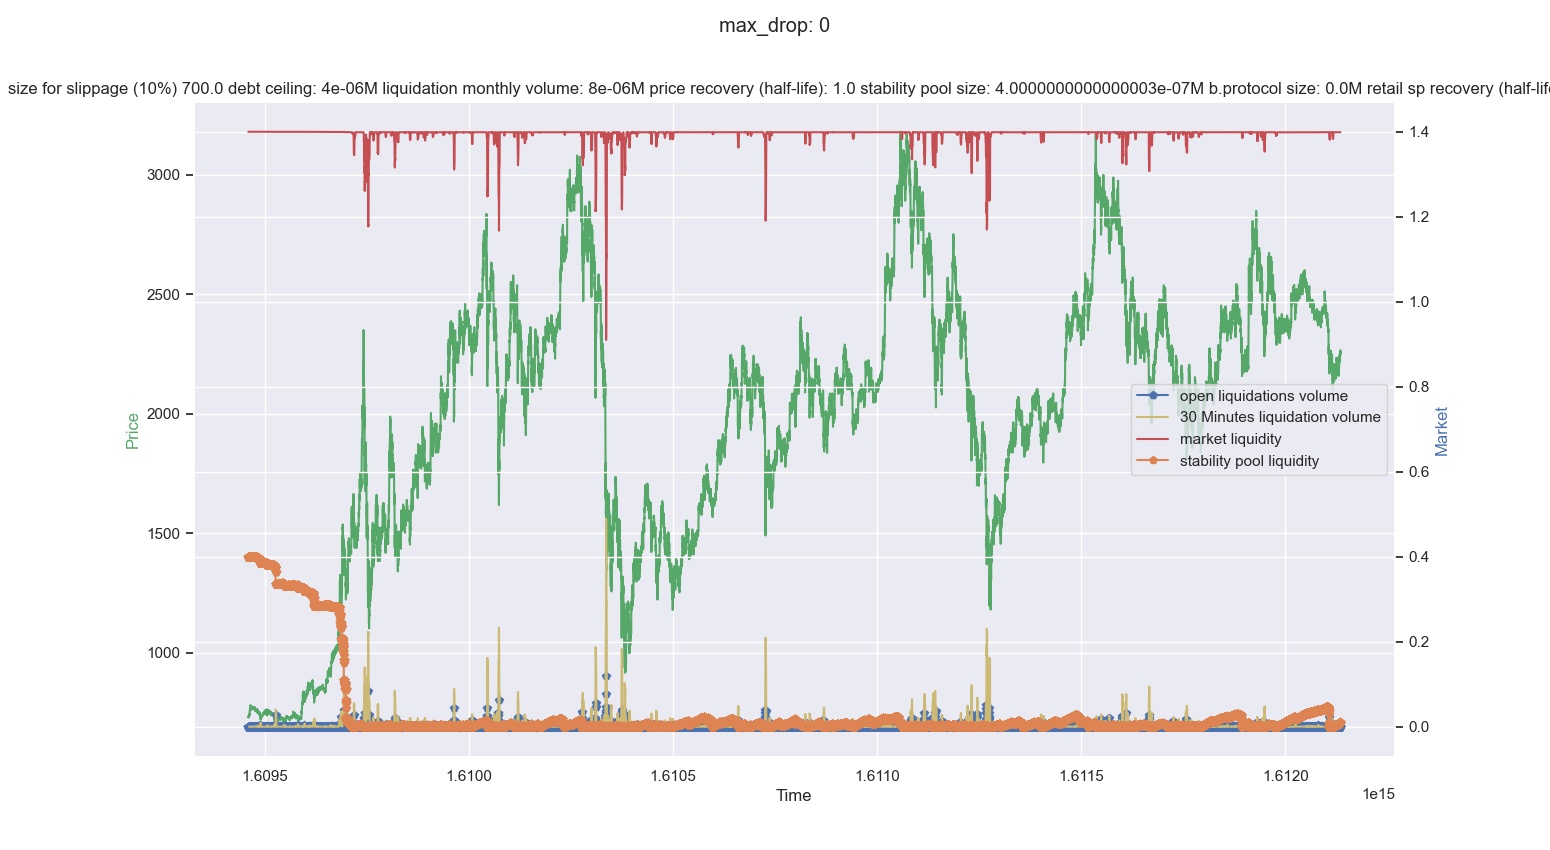 max_drop: 0
size for slippage (10%) 700.0 debt ceiling: 4e-06M liquidation monthly volume: 8e-06M price recovery (half-life): 1.0 stability pool size: 4.0000000000000003e-07M b.protocol size: 0.0M retail sp recovery (half-life
3000
2500
2000
1500
1000
Price
1.4
1.2
1.0
0.8
0.6
0.4
0.2
0.0
Market
open liquidations volume
30 Minutes liquidation volume
market liquidity
stability pool liquidity
1.6095 1.6100 1.6105 1.6110 1.6115 1.6120
Time
1e15